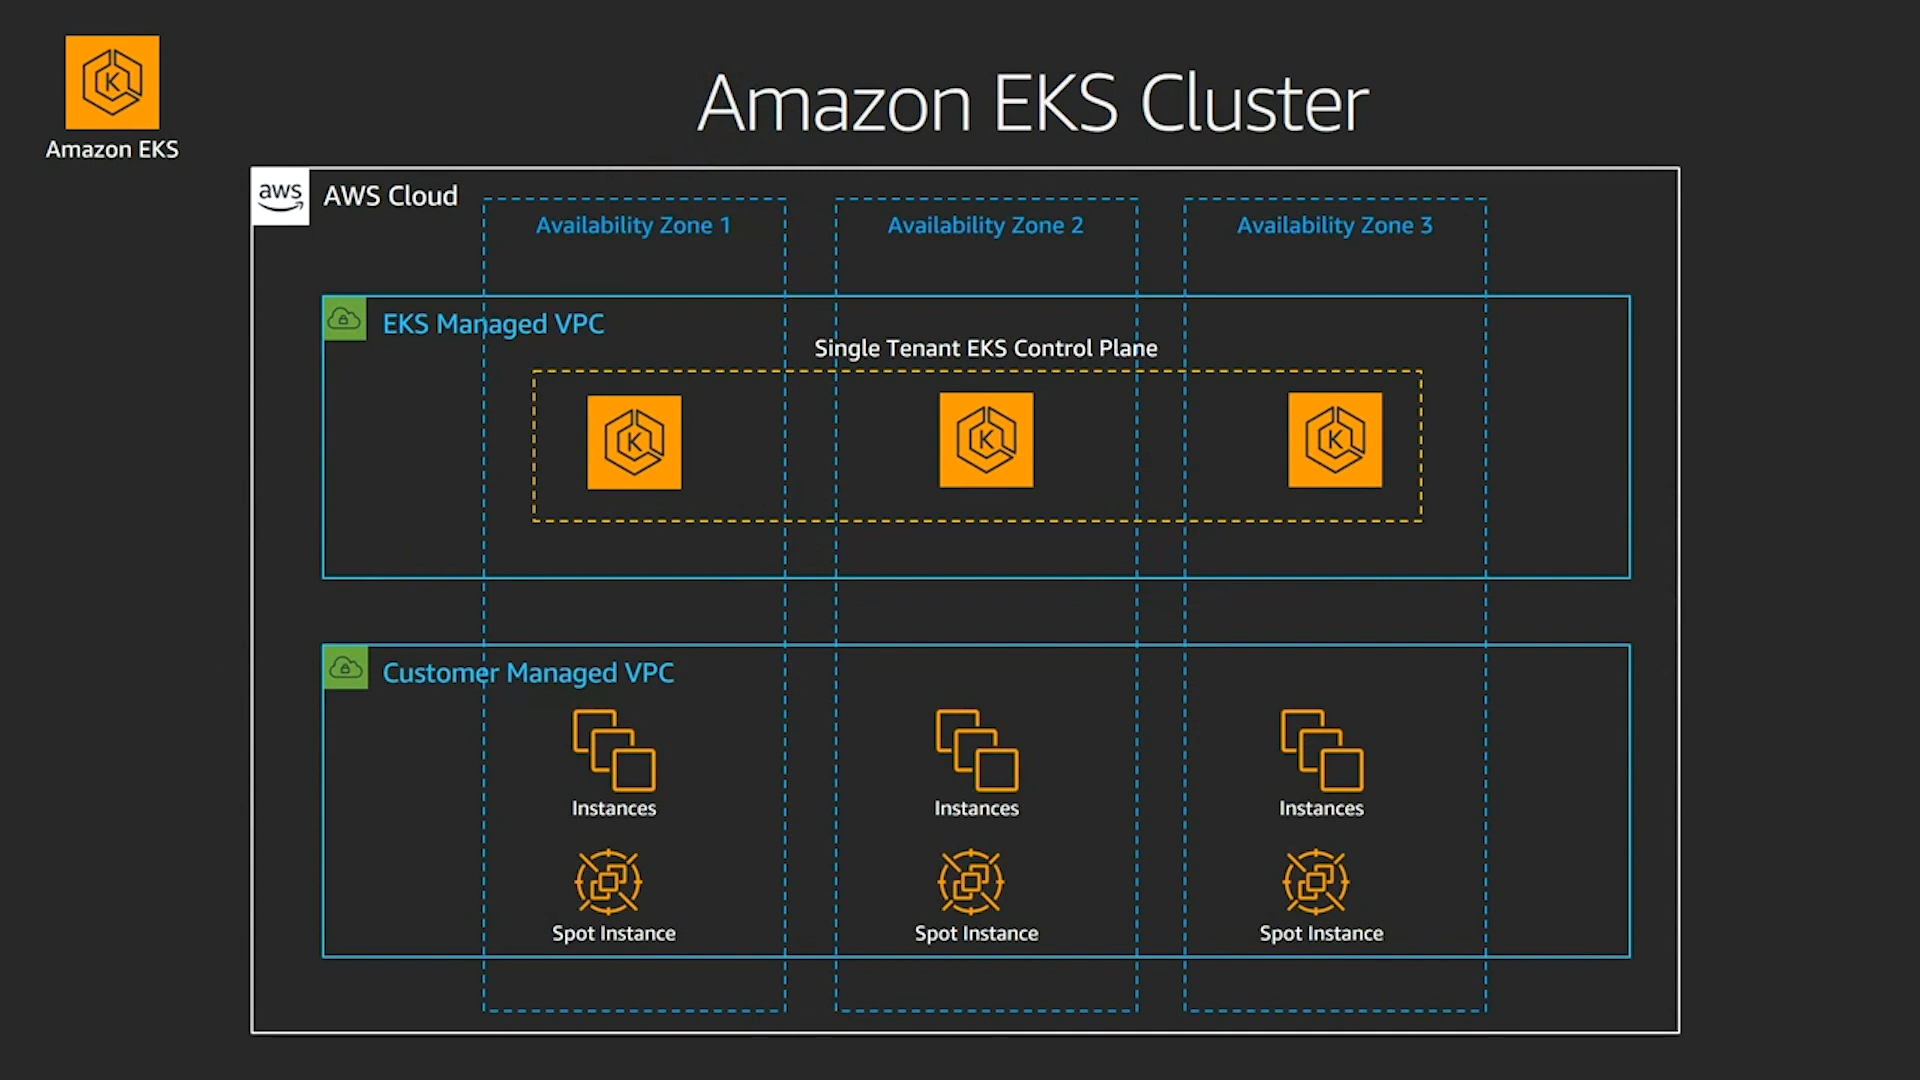 Amazon EKS Cluster
Amazon EKS
aws
AWS Cloud
Availability Zone 1
Availability Zone 2
Availability Zone 3
EKS Managed VPC
Single Tenant EKS Control Plane
K
K
K
K
Customer Managed VPC
Instances
Instances
Instances
Spot Instance
Spot Instance
Spot Instance